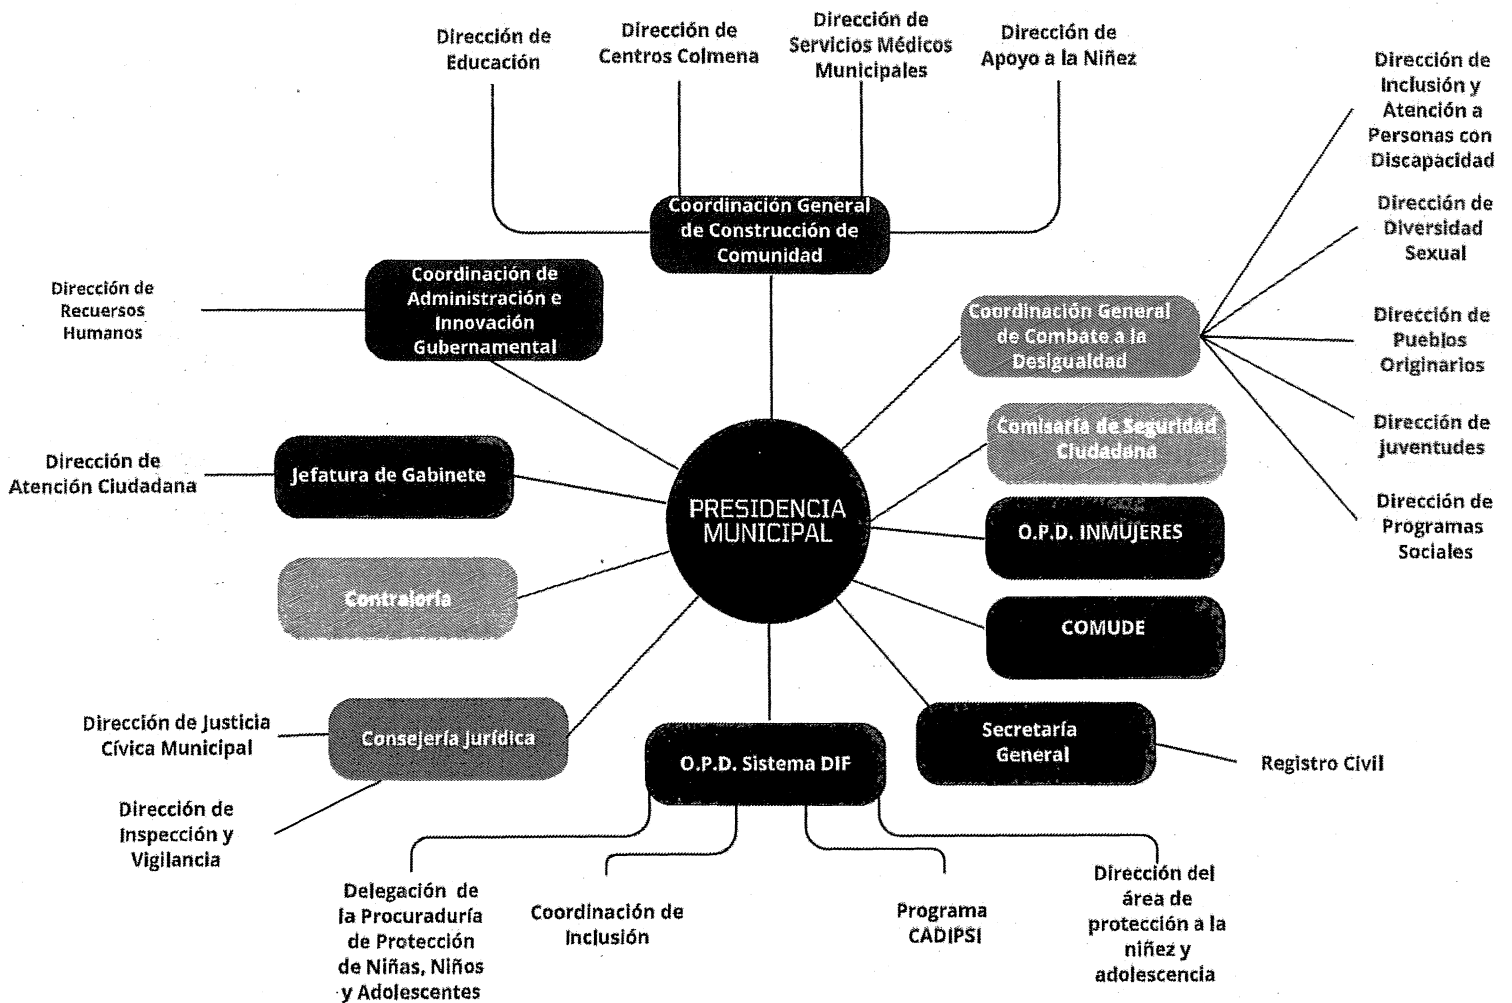 Dirección de
Educación
Dirección de
Centros Colmena
Dirección de
Servicios Médicos
Municipales
Dirección de
Apoyo a la Niñez
Dirección de
Inclusión y
Atención a
Personas con
Discapacidad
Dirección de
Diversidad
Sexual
Dirección de
Pueblos
Originarios
Dirección de
Juventudes
Dirección de
Programas
Sociales
Coordinación General
de Construcción de
Comunidad
Coordinación de
Administración e
Innovación
Gubernamental
Dirección de
Recuersos
Humanos
Coordinación General
de Combate a la
Desigualdad
Comisaría de Seguridad
Ciudadana
Dirección de
Atención Ciudadana
Jefatura de Gabinete
PRESIDENCIA
MUNICIPAL
O.P.D. INMUJERES
Contraloría
COMUDE
Dirección de Justicia
Cívica Municipal
Consejería Jurídica
Dirección de
Inspección y
Vigilancia
O.P.D. Sistema DIF
Secretaría
General
Registro Civil
Delegación de
la Procuraduría
de Protección
de Niñas, Niños
y Adolescentes
Coordinación de
Inclusión
Programa
CADIPSI
Dirección del
área de
protección a la
niñez y
adolescencia